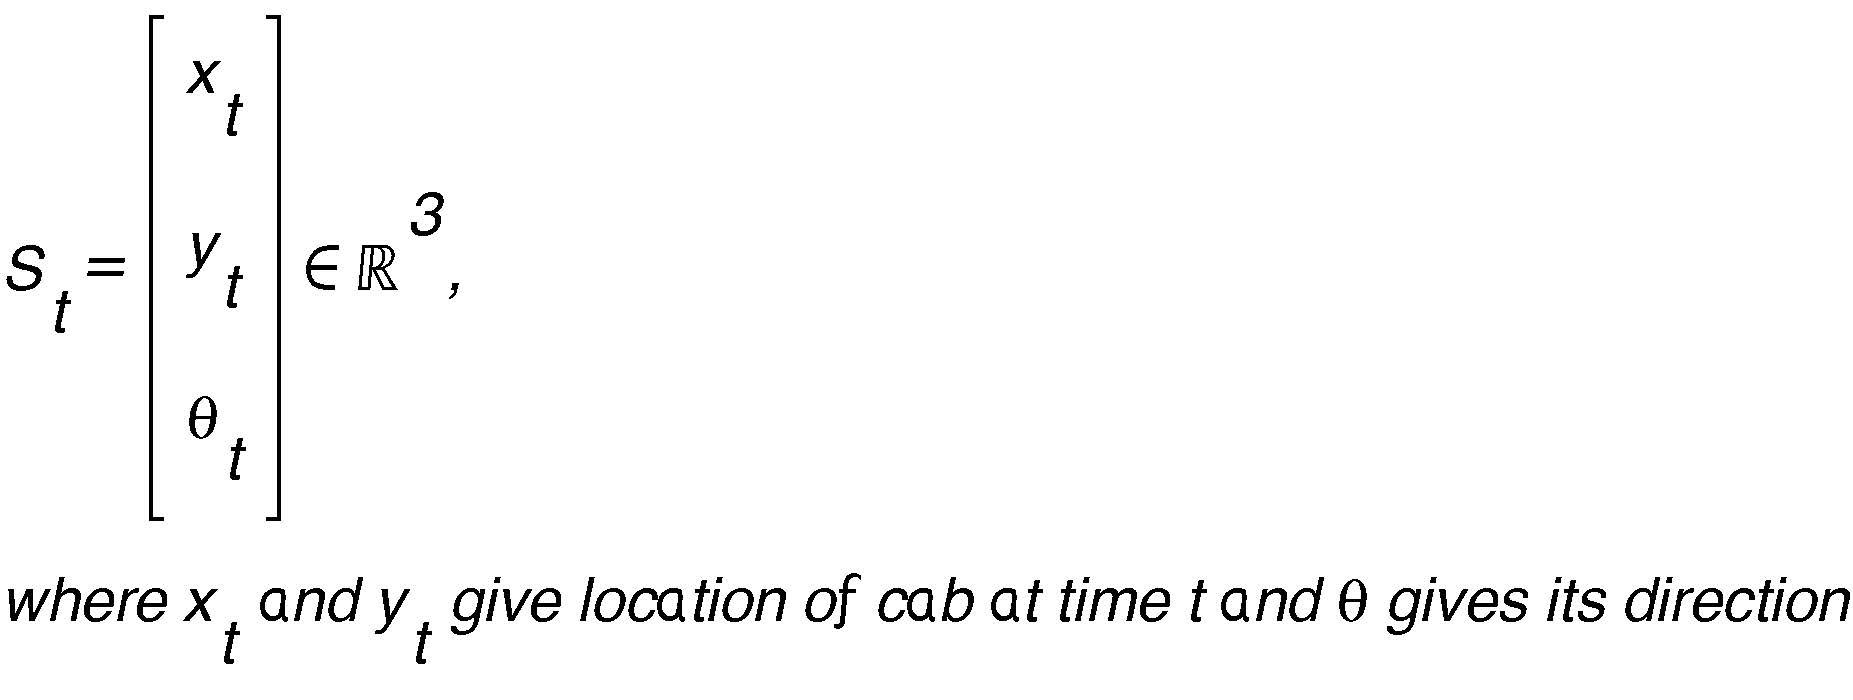 S_t = [ x_t
y_t
θ_t ] ∈ ℝ^3,
where x_t and y_t give location of cab at time t and θ gives its direction